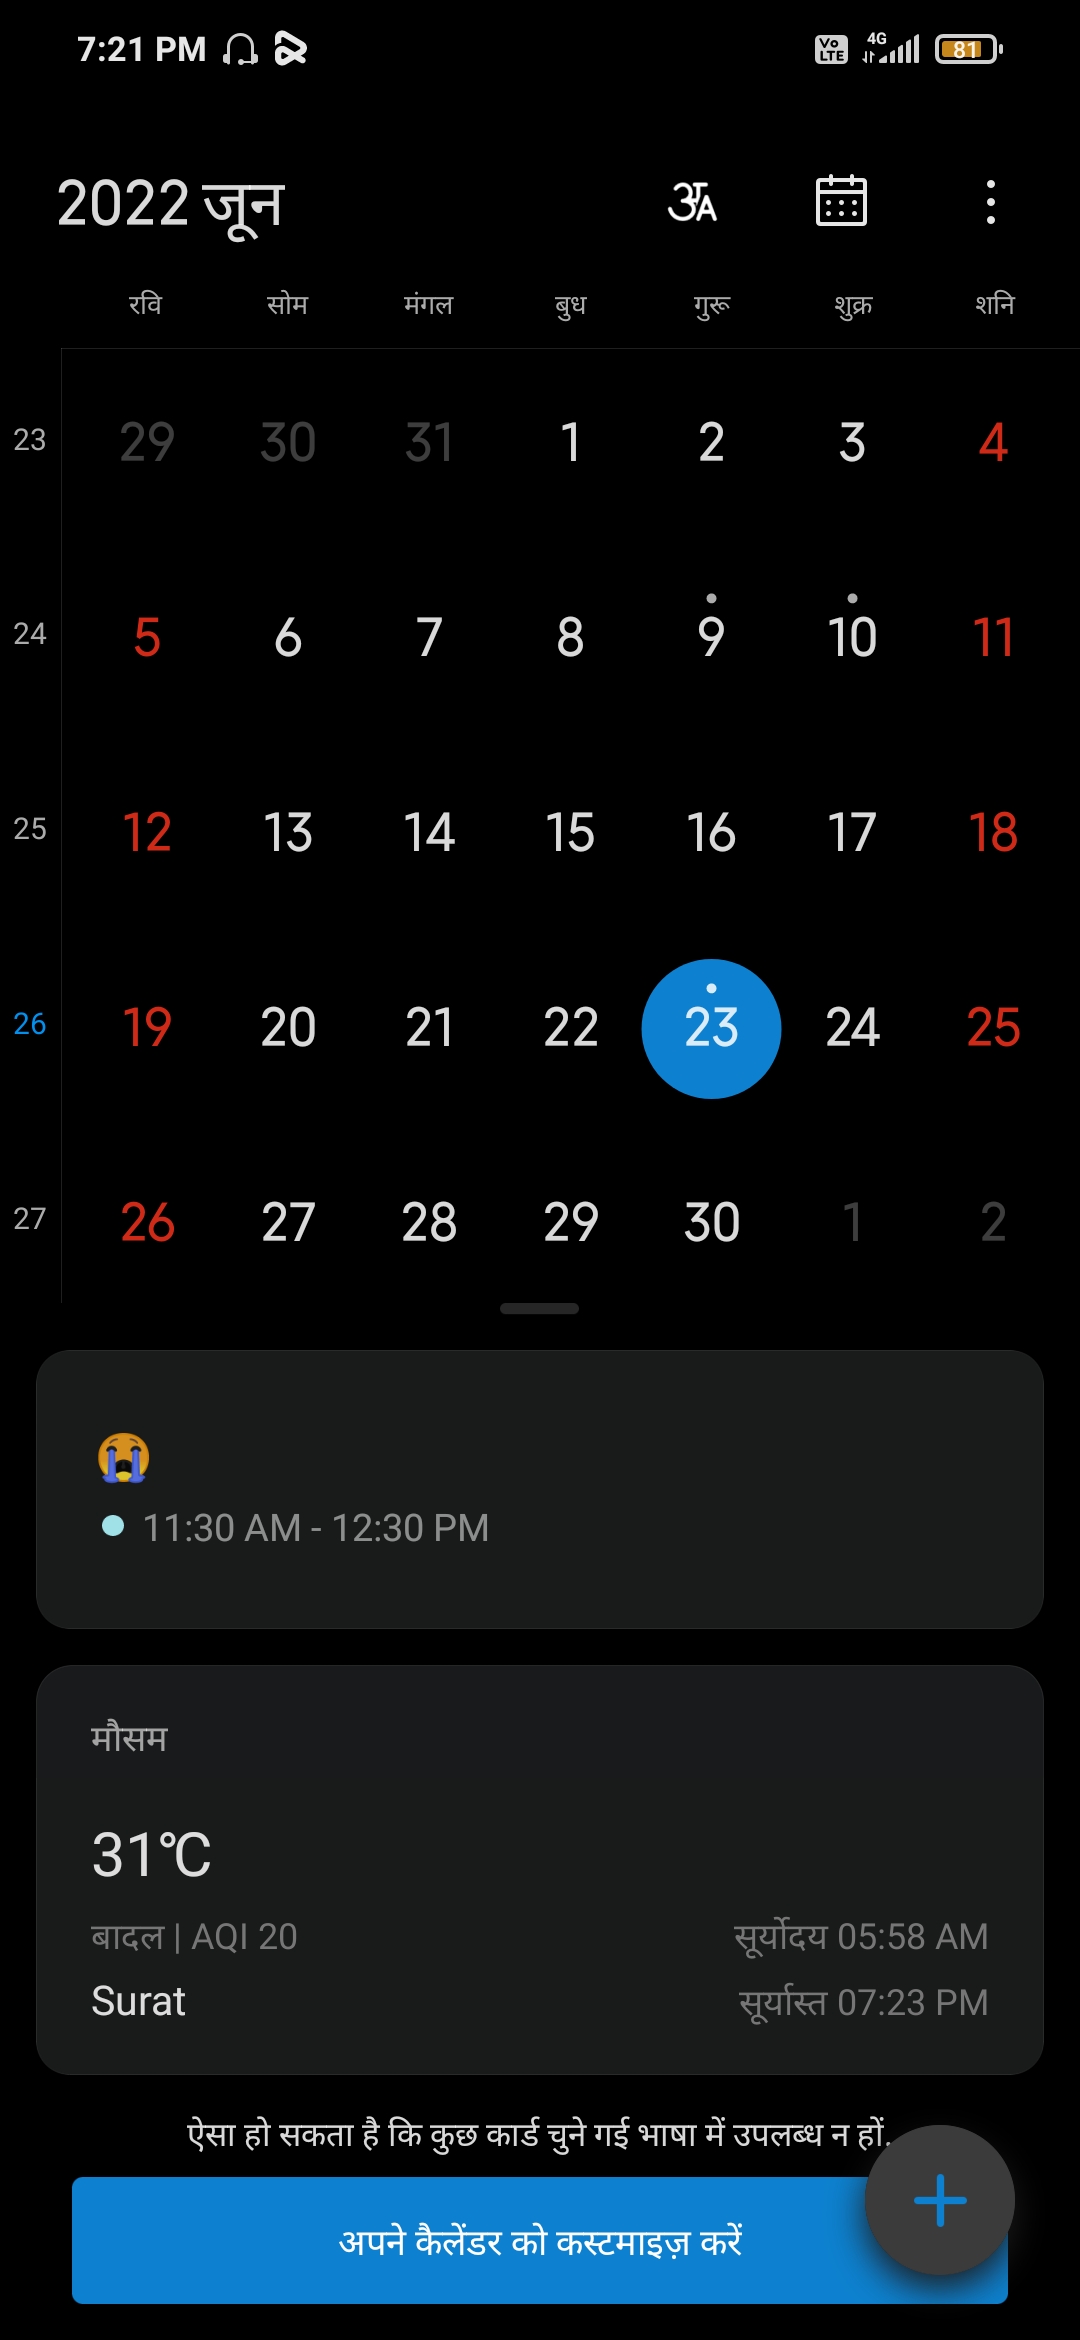 7:21 PM Vo LTE 4G 81
2022 जून अA
रवि सोम मंगल बुध गुरू शुक्र शनि
23 29 30 31 1 2 3 4
24 5 6 7 8 9 10 11
25 12 13 14 15 16 17 18
26 19 20 21 22 23 24 25
27 26 27 28 29 30 1 2
😭
11:30 AM - 12:30 PM
मौसम
31°C
बादल | AQI 20 सूर्योदय 05:58 AM
Surat सूर्यास्त 07:23 PM
ऐसा हो सकता है कि कुछ कार्ड चुने गई भाषा में उपलब्ध न हों.
अपने कैलेंडर को कस्टमाइज़ करें